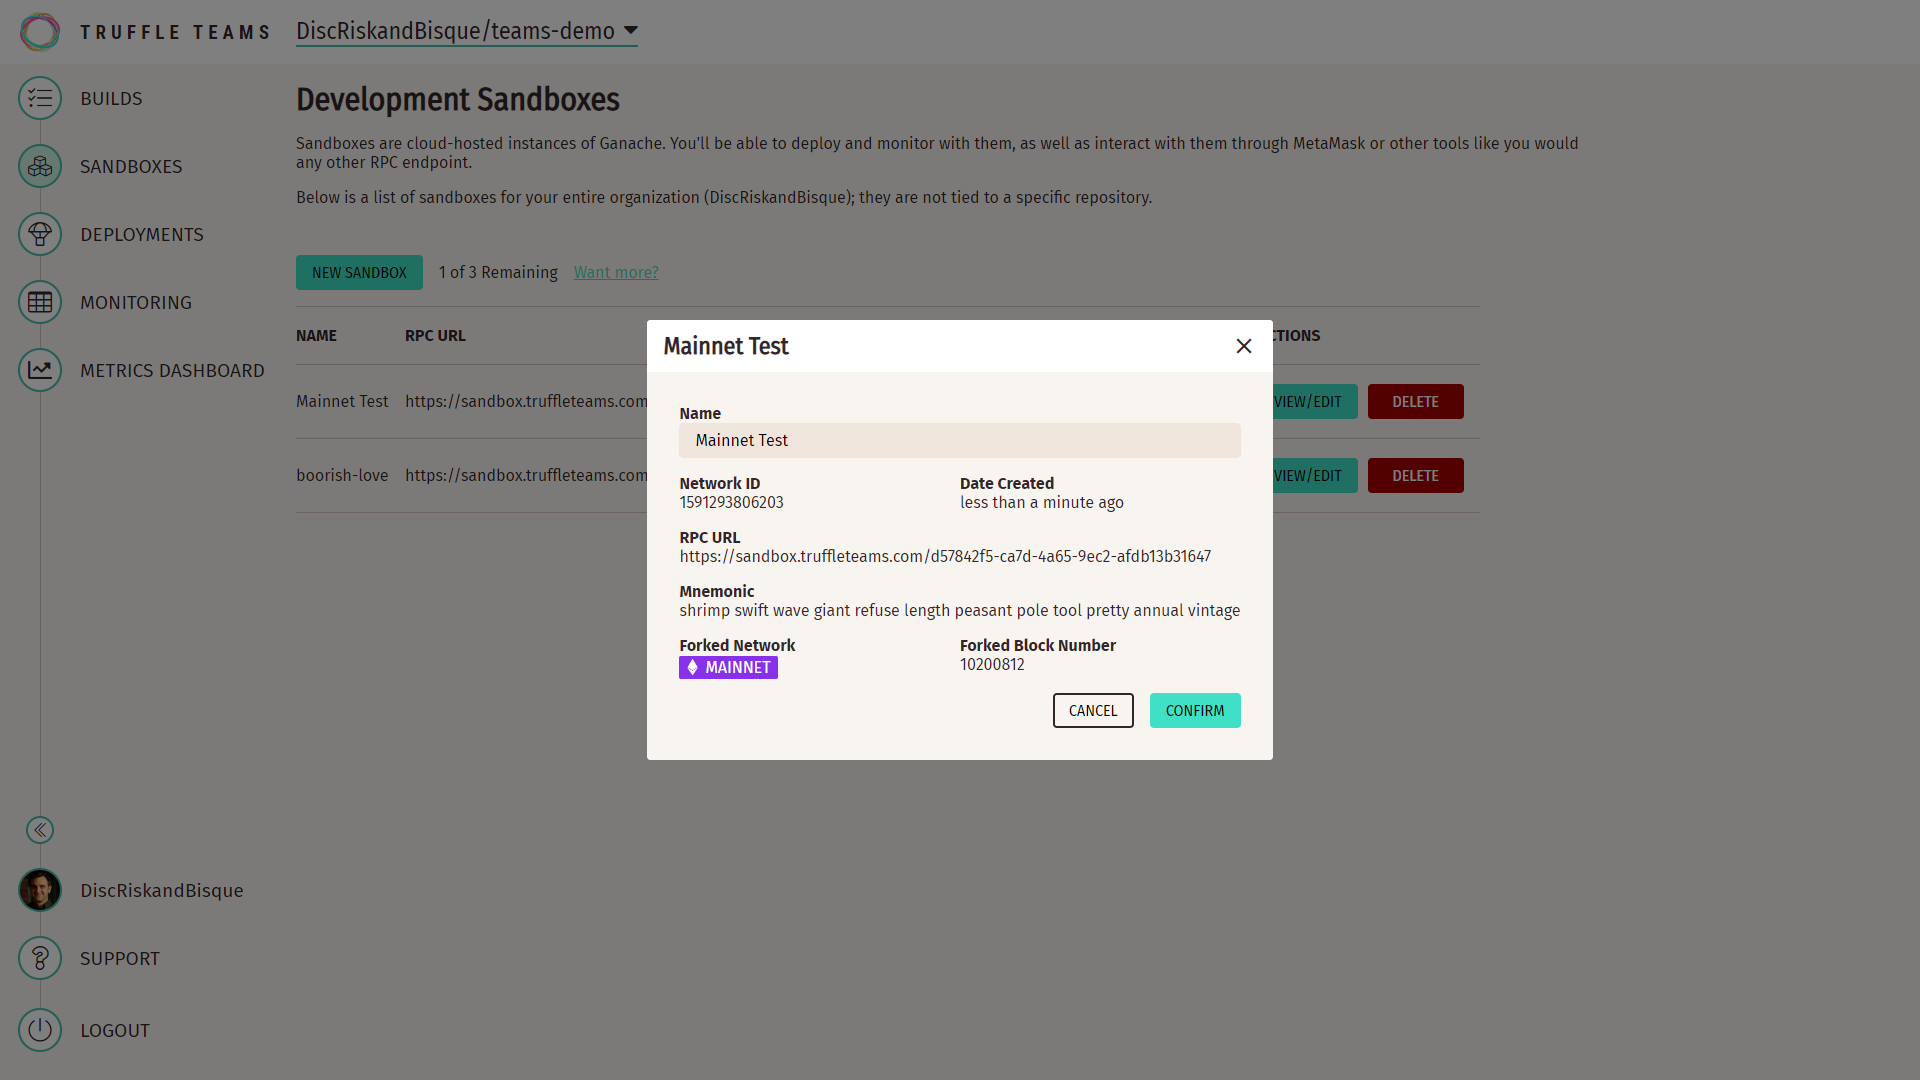 TRUFFLE TEAMS
DiscRiskandBisque/teams-demo
BUILDS
SANDBOXES
DEPLOYMENTS
MONITORING
METRICS DASHBOARD
DiscRiskandBisque
SUPPORT
LOGOUT
Development Sandboxes
Sandboxes are cloud-hosted instances of Ganache. You'll be able to deploy and monitor with them, as well as interact with them through MetaMask or other tools like you would
any other RPC endpoint.
Below is a list of sandboxes for your entire organization (DiscRiskandBisque); they are not tied to a specific repository.
NEW SANDBOX 1 of 3 Remaining Want more?
NAME RPC URL CTIONS
Mainnet Test https://sandbox.truffleteams.com VIEW/EDIT DELETE
boorish-love https://sandbox.truffleteams.com VIEW/EDIT DELETE
Mainnet Test
Name
Mainnet Test
Network ID Date Created
1591293806203 less than a minute ago
RPC URL
https://sandbox.truffleteams.com/d57842f5-ca7d-4a65-9ec2-afdb13b31647
Mnemonic
shrimp swift wave giant refuse length peasant pole tool pretty annual vintage
Forked Network Forked Block Number
MAINNET 10200812
CANCEL CONFIRM